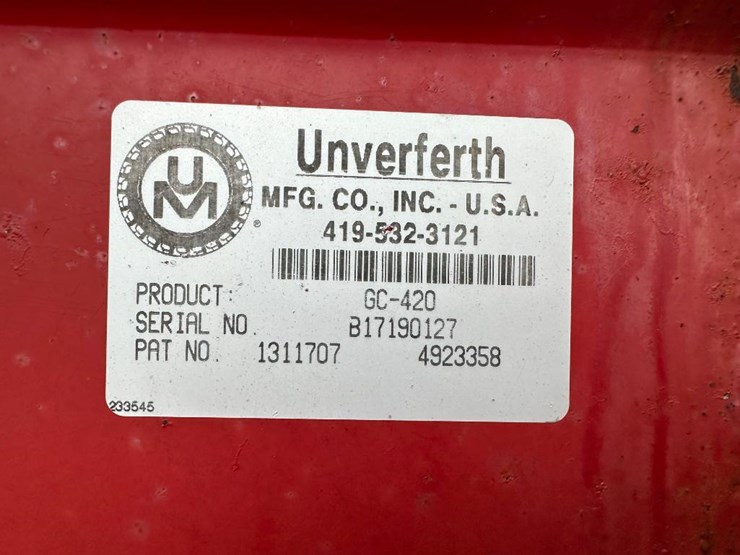 UM
®
Unverferth
MFG. CO., INC. - U.S.A.
419-532-3121
PRODUCT: GC-420
SERIAL NO. B17190127
PAT NO. 1311707 4923358
233545